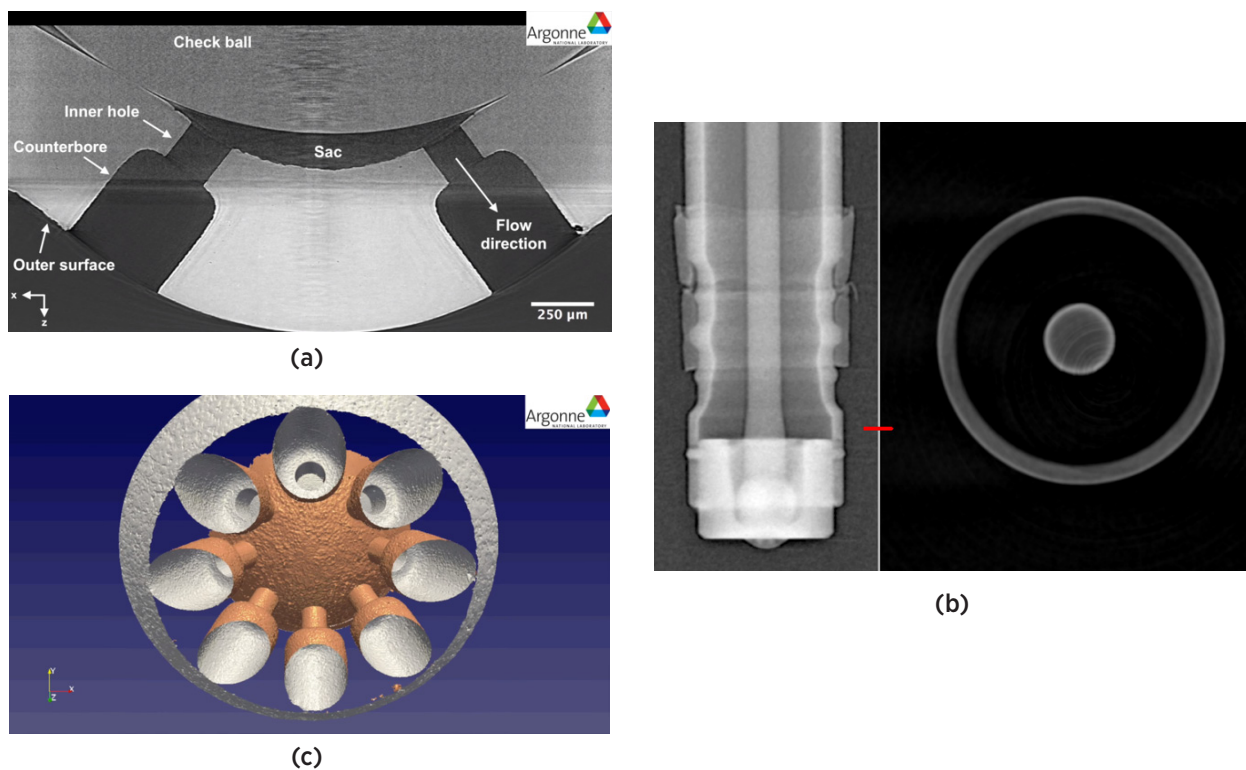 Check ball
Argonne
NATIONAL LABORATORY
Inner hole
Counterbore
Sac
Flow
direction
Outer surface
x
z
250 µm
(a)
(b)
Argonne
NATIONAL LABORATORY
Y
X
Z
(c)